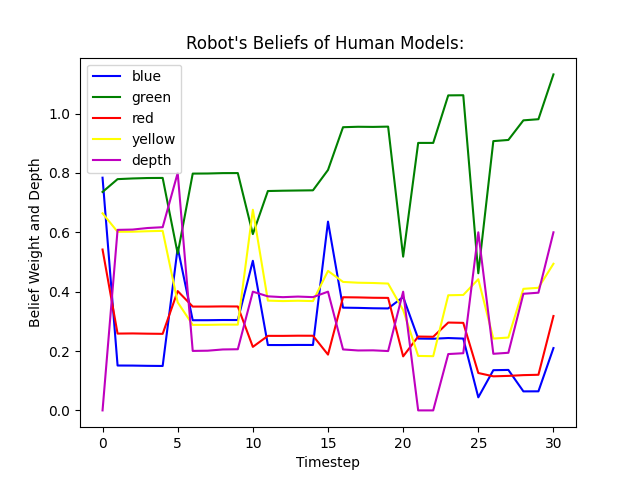 Robot's Beliefs of Human Models:
blue
green
red
yellow
depth
Belief Weight and Depth
1.0
0.8
0.6
0.4
0.2
0.0
0 5 10 15 20 25 30
Timestep